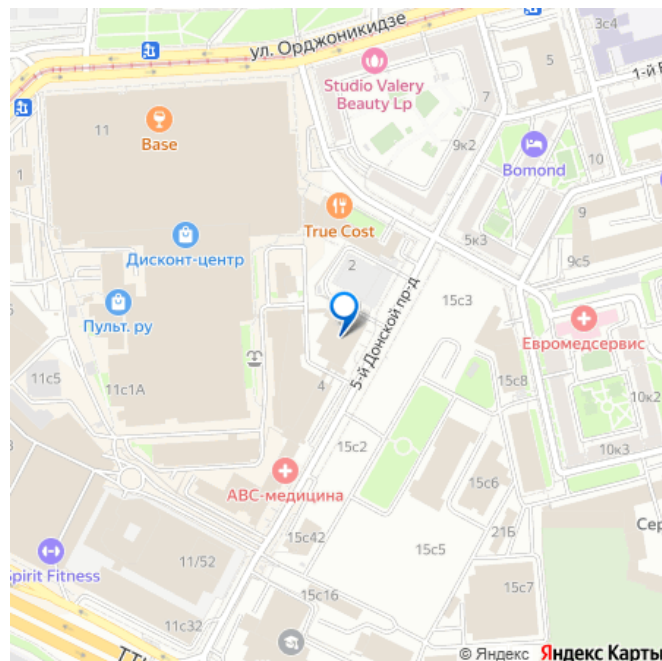 3с4
ул. Орджоникидзе
5
1-й
Studio Valery
Beauty Lp
7
11
Base
9к2
10
Bomond
1
True Cost
9
Дисконт-центр
2
5к3
9с5
5-й Донской пр-д
15с3
Пульт. ру
Евромедсервис
11с5
11с1А
4
15с8
10к2
15с2
10к3
АВС-медицина
15с6
15с42
21Б
Сер
11/52
15с5
Spirit Fitness
15с7
15с16
11с32
ТТ
© Яндекс Яндекс Карты